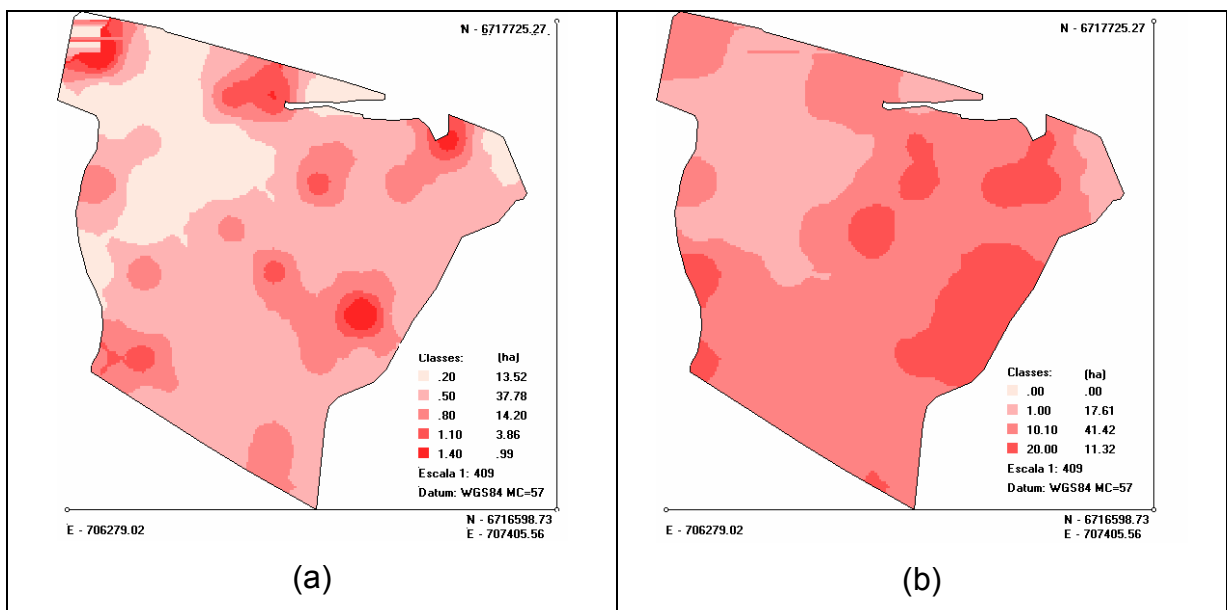 N - 6717725.27
Classes: (ha)
.20 13.52
.50 37.78
.80 14.20
1.10 3.86
1.40 .99
Escala 1: 409
Datum: WGS84 MC=57
E - 706279.02
N - 6716598.73
E - 707405.56
(a)
N - 6717725.27
Classes: (ha)
.00 .00
1.00 17.61
10.10 41.42
20.00 11.32
Escala 1: 409
Datum: WGS84 MC=57
E - 706279.02
N - 6716598.73
E - 707405.56
(b)